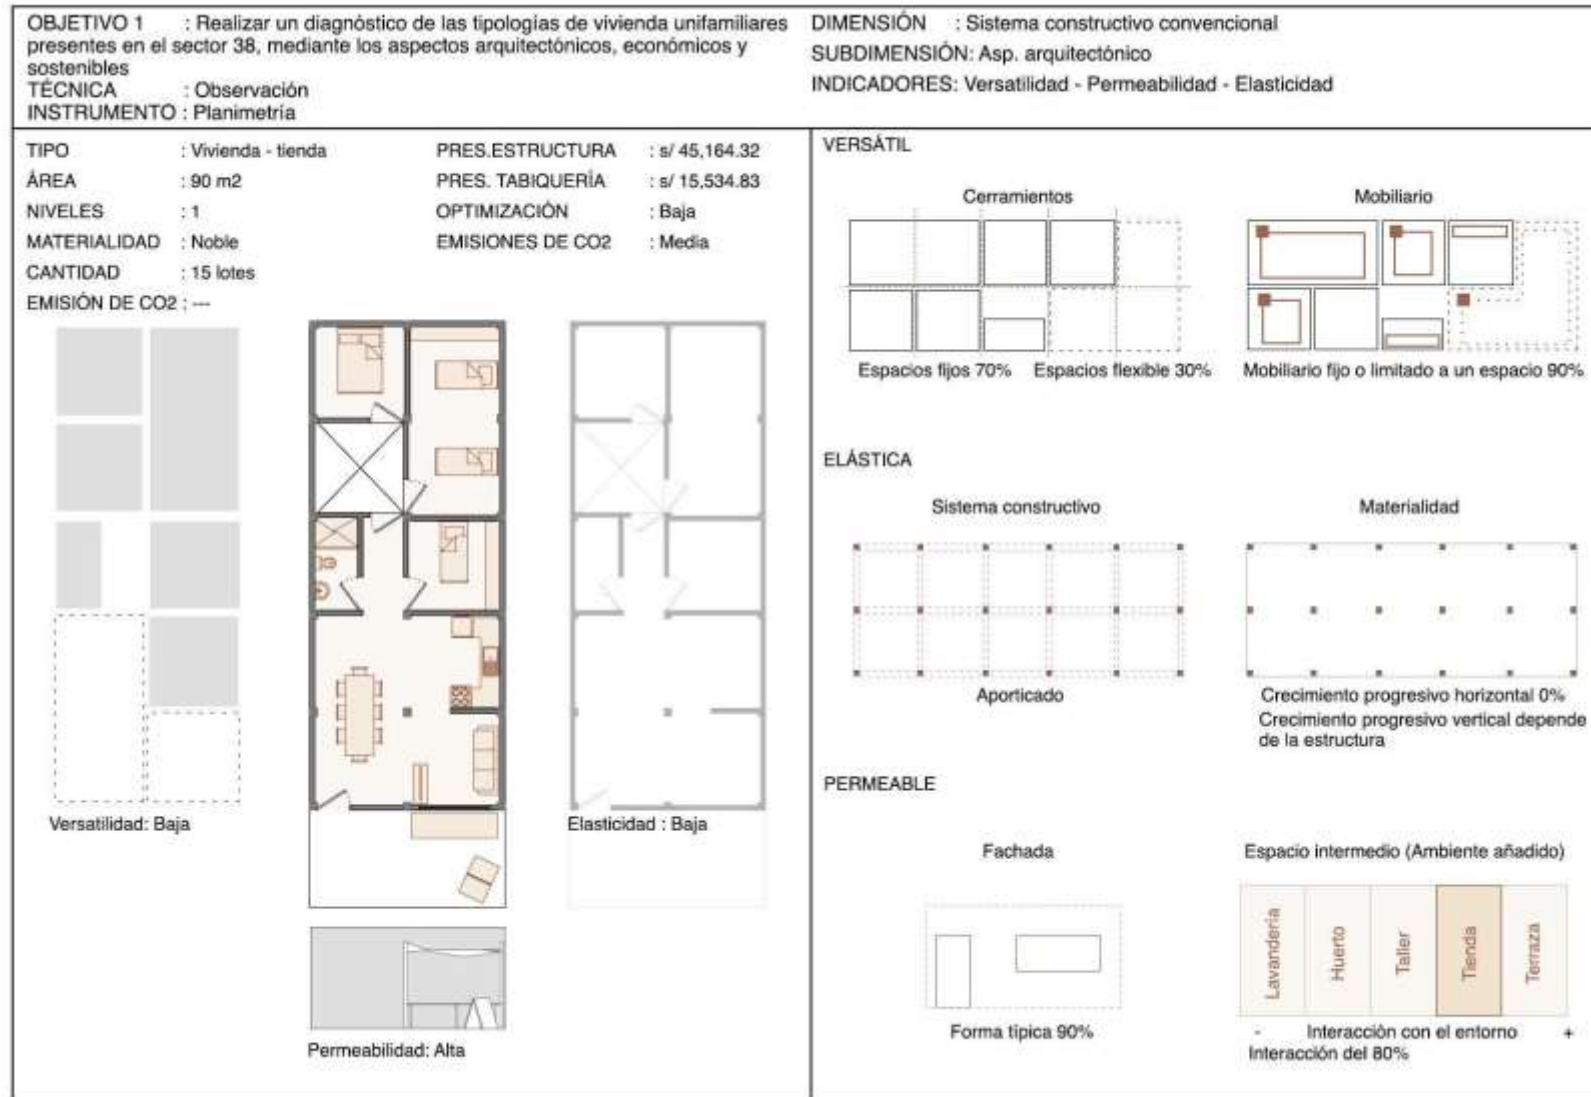 OBJETIVO 1 : Realizar un diagnóstico de las tipologías de vivienda unifamiliares
presentes en el sector 38, mediante los aspectos arquitectónicos, económicos y
sostenibles
TÉCNICA : Observación
INSTRUMENTO : Planimetría
DIMENSIÓN : Sistema constructivo convencional
SUBDIMENSIÓN: Asp. arquitectónico
INDICADORES: Versatilidad - Permeabilidad - Elasticidad
TIPO : Vivienda - tienda
ÁREA : 90 m2
NIVELES : 1
MATERIALIDAD : Noble
CANTIDAD : 15 lotes
EMISIÓN DE CO2 : ---
PRES.ESTRUCTURA : s/ 45,164.32
PRES. TABIQUERÍA : s/ 15,534.83
OPTIMIZACIÓN : Baja
EMISIONES DE CO2 : Media
Versatilidad: Baja
Elasticidad : Baja
Permeabilidad: Alta
VERSÁTIL
Cerramientos
Mobiliario
Espacios fijos 70%
Espacios flexible 30%
Mobiliario fijo o limitado a un espacio 90%
ELÁSTICA
Sistema constructivo
Materialidad
Aporticado
Crecimiento progresivo horizontal 0%
Crecimiento progresivo vertical depende
de la estructura
PERMEABLE
Fachada
Espacio intermedio (Ambiente añadido)
Lavandería
Huerto
Taller
Tienda
Terraza
Forma típica 90%
- Interacción con el entorno +
Interacción del 80%